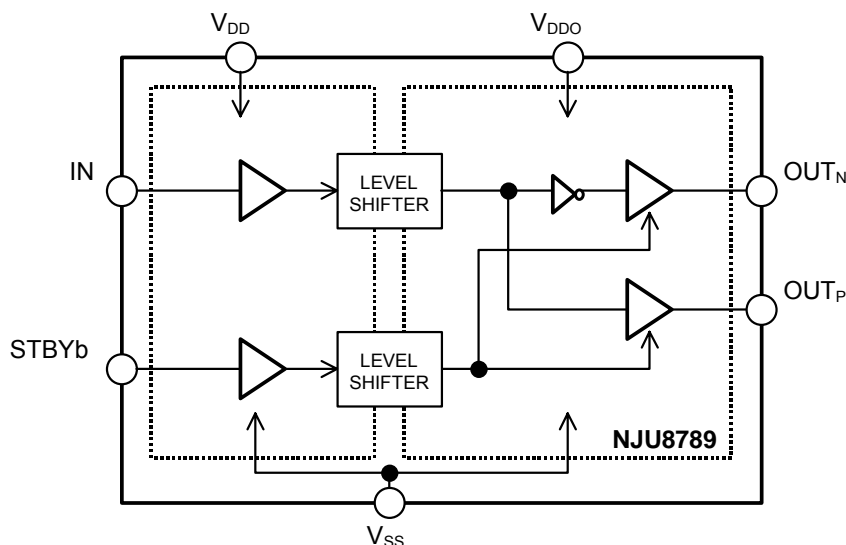 VDD
VDDO
IN
LEVEL
SHIFTER
OUTN
OUTP
STBYb
LEVEL
SHIFTER
NJU8789
VSS